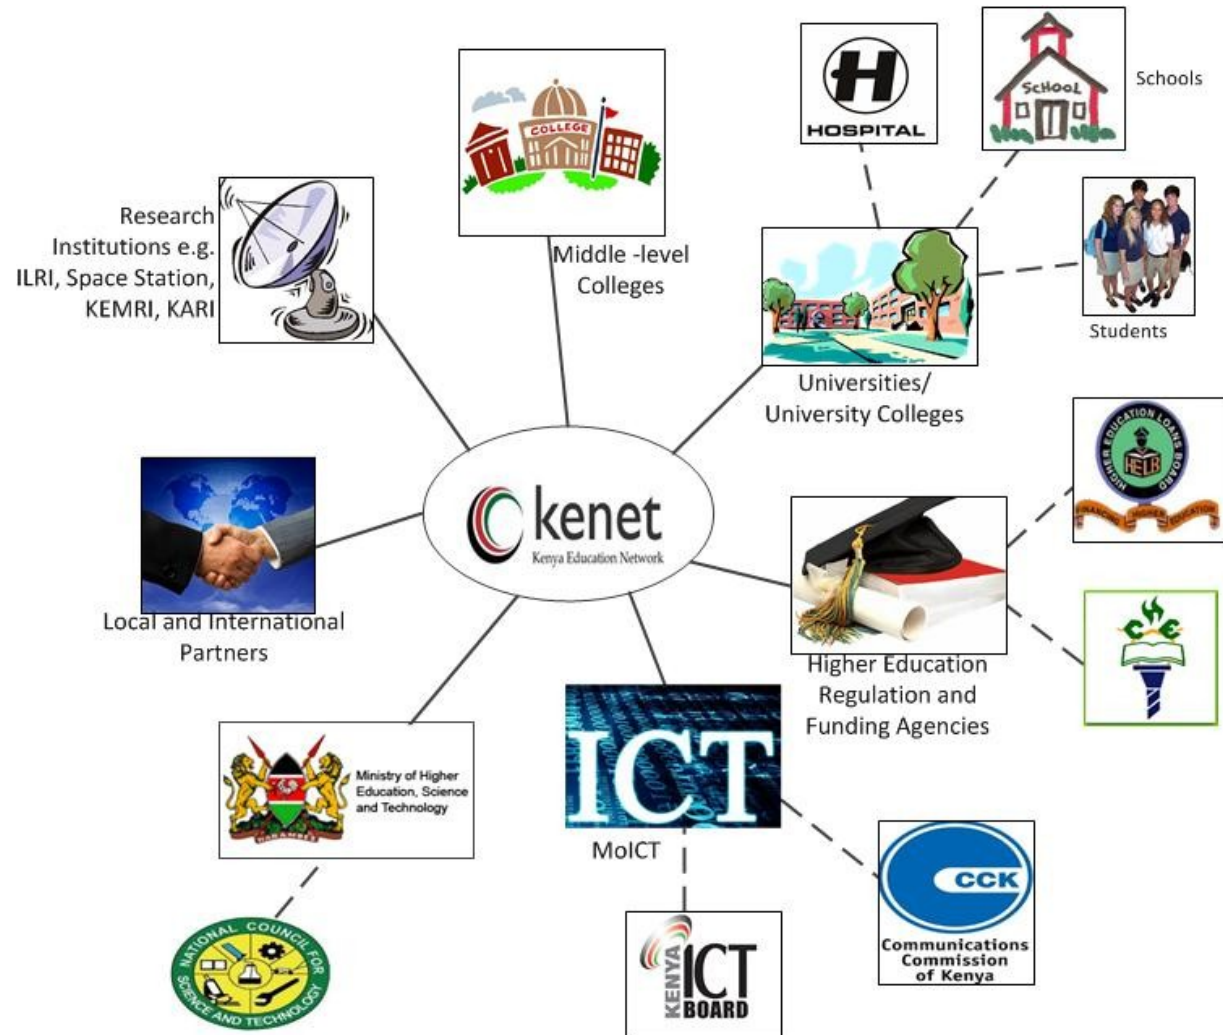 HOSPITAL
SCHOOL
Schools
COLLEGE
Middle -level
Colleges
Research
Institutions e.g.
ILRI, Space Station,
KEMRI, KARI
Students
Universities/
University Colleges
HIGHER EDUCATION LOANS BOARD
HELB
FINANCING HIGHER EDUCATION
kenet
Kenya Education Network
Local and International
Partners
Higher Education
Regulation and
Funding Agencies
CHE
Ministry of Higher
Education, Science
and Technology
HARAMBEE
ICT
MoICT
CCK
Communications
Commission
of Kenya
NATIONAL COUNCIL FOR
SCIENCE AND TECHNOLOGY
KENYA
ICT
BOARD